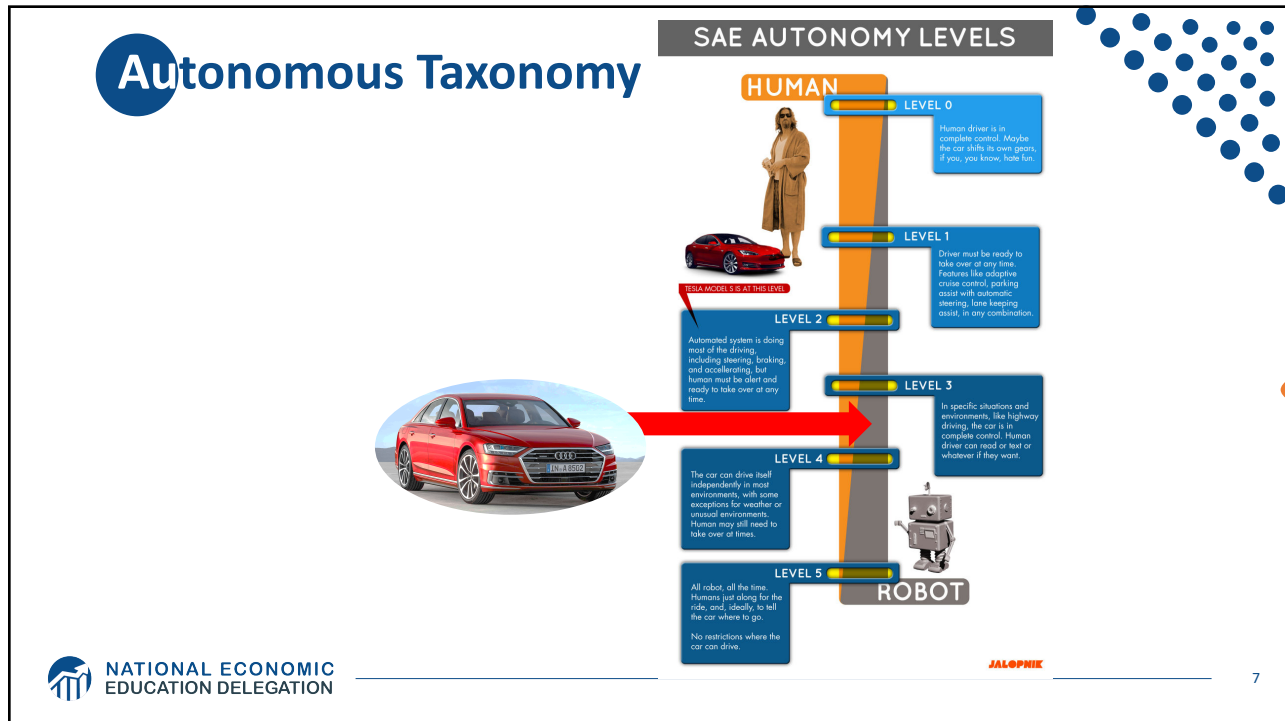 Autonomous Taxonomy
SAE AUTONOMY LEVELS
HUMAN
LEVEL 0
Human driver is in
complete control. Maybe
the car shifts its own gears,
if you, you know, hate fun.
LEVEL 1
Driver must be ready to
take over at any time.
Features like adaptive
cruise control, parking
assist with automatic
steering, lane keeping
assist, in any combination.
TESLA MODEL S IS AT THIS LEVEL
LEVEL 2
Automated system is doing
most of the driving,
including steering, braking,
and accellerating, but
human must be alert and
ready to take over at any
time.
LEVEL 3
In specific situations and
environments, like highway
driving, the car is in
complete control. Human
driver can read or text or
whatever if they want.
IN-A 8502
LEVEL 4
The car can drive itself
independently in most
environments, with some
exceptions for weather or
unusual environments.
Human may still need to
take over at times.
LEVEL 5
All robot, all the time.
Humans just along for the
ride, and, ideally, to tell
the car where to go.
No restrictions where the
car can drive.
ROBOT
JALOPNIK
NATIONAL ECONOMIC
EDUCATION DELEGATION
7